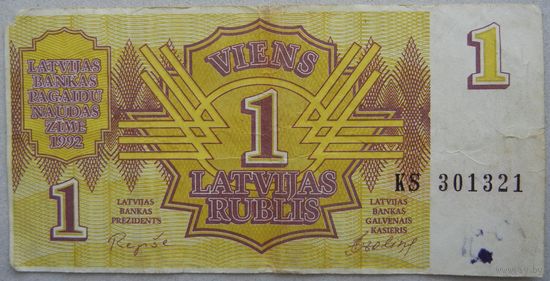 LATVIJAS
BANKAS
PAGAIDU
NAUDAS
ZĪME
1992
VIENS
1
1
LATVIJAS
RUBLIS
KS 301321
1
LATVIJAS
BANKAS
PREZIDENTS
LATVIJAS
BANKAS
GALVENAIS
KASIERIS
Repše